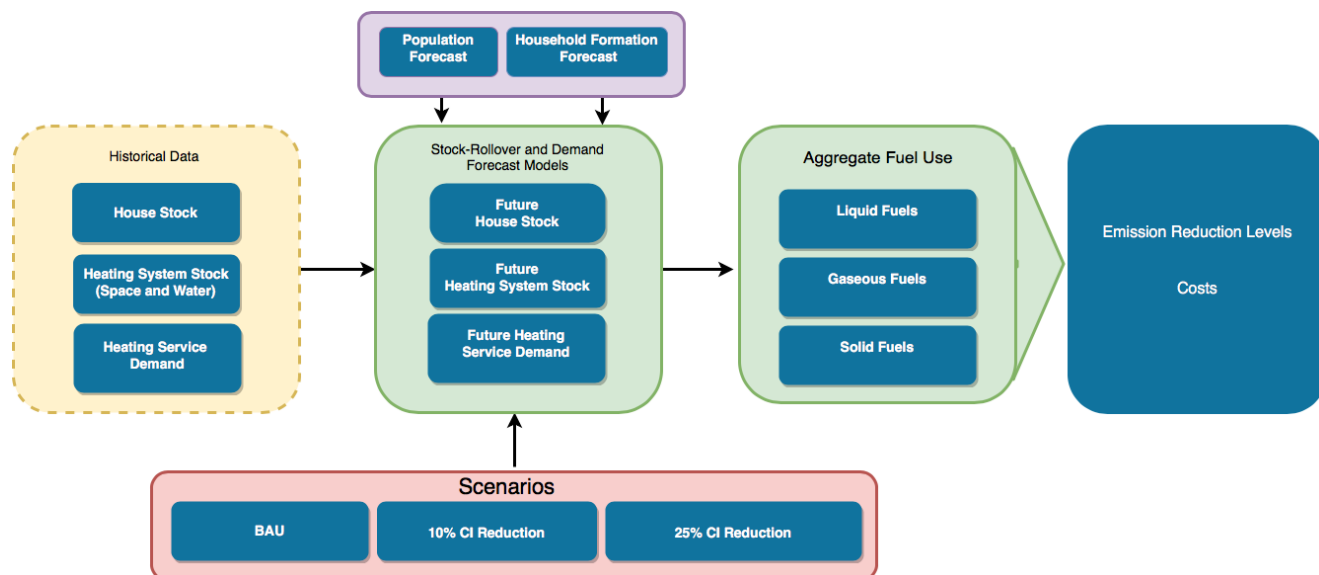 Population
Forecast
Household Formation
Forecast
Historical Data
House Stock
Heating System Stock
(Space and Water)
Heating Service
Demand
Stock-Rollover and Demand
Forecast Models
Future
House Stock
Future
Heating System Stock
Future Heating
Service Demand
Aggregate Fuel Use
Liquid Fuels
Gaseous Fuels
Solid Fuels
Emission Reduction Levels
Costs
Scenarios
BAU
10% CI Reduction
25% CI Reduction